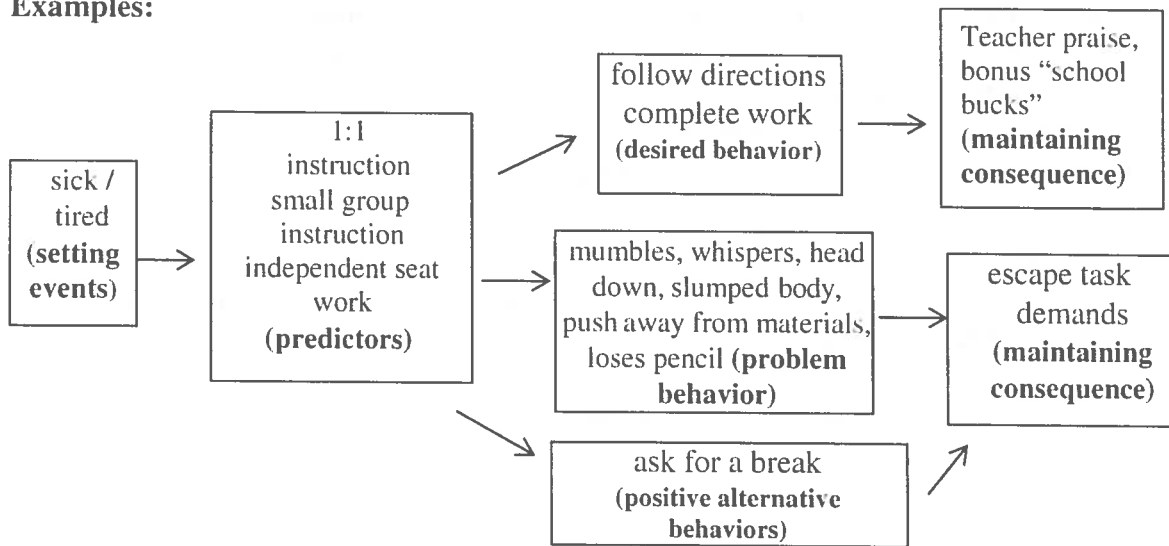 Examples:
sick /
tired
(setting
events)
1:1
instruction
small group
instruction
independent seat
work
(predictors)
follow directions
complete work
(desired behavior)
Teacher praise,
bonus “school
bucks”
(maintaining
consequence)
mumbles, whispers, head
down, slumped body,
push away from materials,
loses pencil (problem
behavior)
escape task
demands
(maintaining
consequence)
ask for a break
(positive alternative
behaviors)